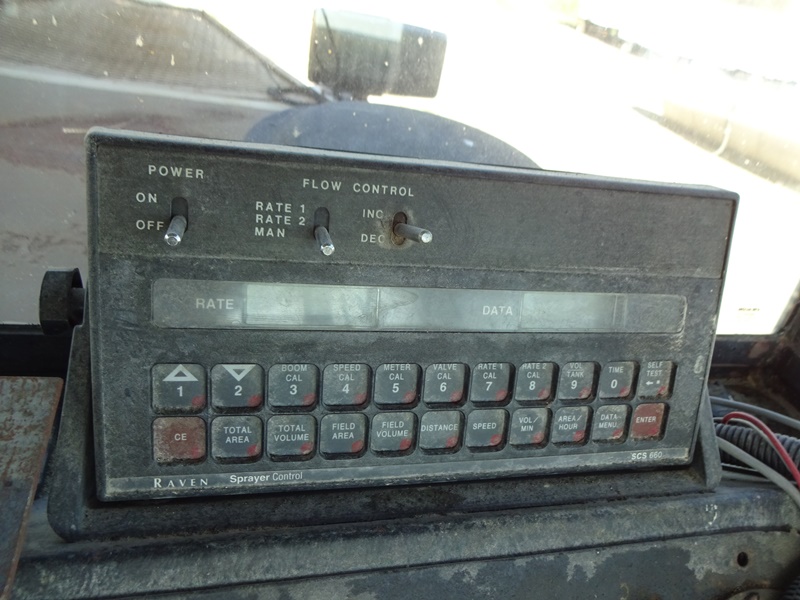 POWER
ON
OFF
FLOW CONTROL
RATE 1
RATE 2
MAN
INC
DEC
RATE
DATA
1
2
BOOM CAL 3
SPEED CAL 4
METER CAL 5
VALVE CAL 6
RATE 1 CAL 7
RATE 2 CAL 8
VOL TANK 9
TIME 0
SELF TEST
CE
TOTAL AREA
TOTAL VOLUME
FIELD AREA
FIELD VOLUME
DISTANCE
SPEED
VOL/ MIN
AREA/ HOUR
DATA MENU
ENTER
RAVEN Sprayer Control
SCS 660